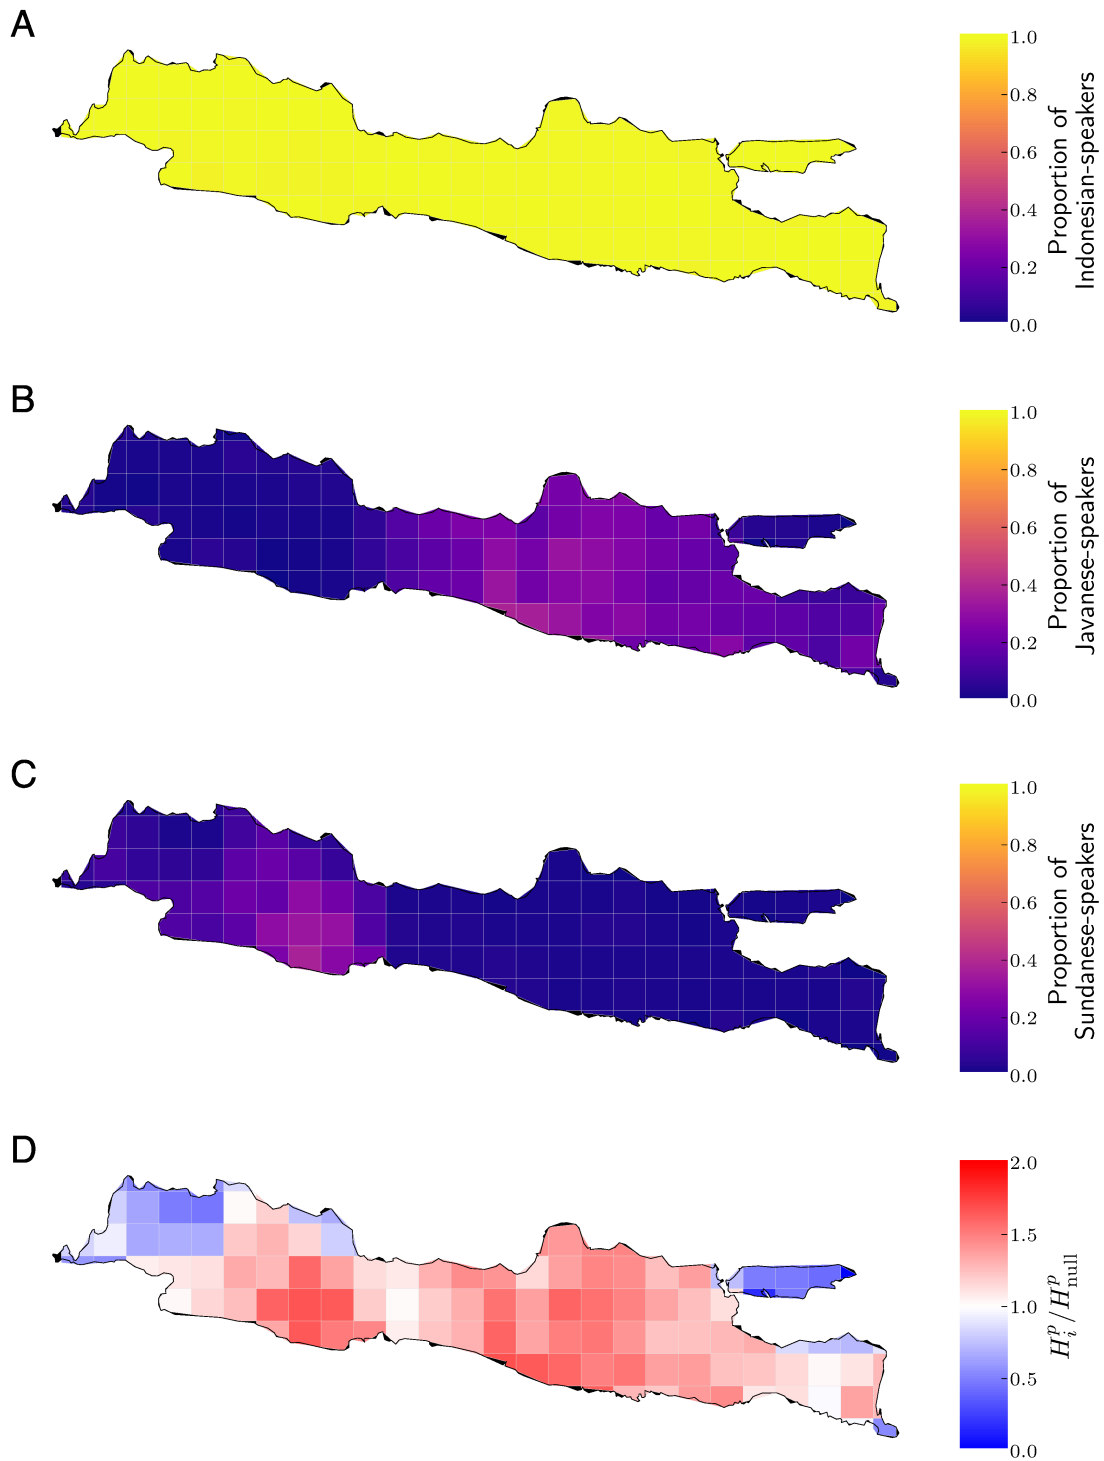 A
1.0
0.8
0.6
0.4
0.2
0.0
Proportion of
Indonesian-speakers
B
1.0
0.8
0.6
0.4
0.2
0.0
Proportion of
Javanese-speakers
C
1.0
0.8
0.6
0.4
0.2
0.0
Proportion of
Sundanese-speakers
D
2.0
1.5
1.0
0.5
0.0
$H_i^p / H_{\mathrm{null}}^p$